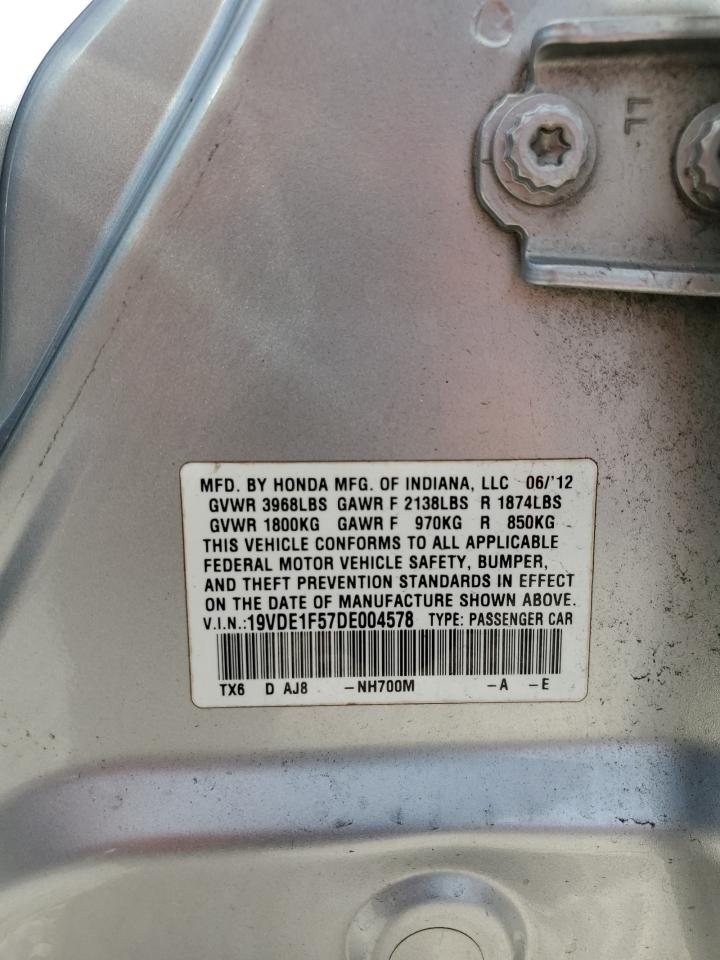 LL
MFD. BY HONDA MFG. OF INDIANA, LLC 06/'12
GVWR 3968LBS GAWR F 2138LBS R 1874LBS
GVWR 1800KG GAWR F 970KG R 850KG
THIS VEHICLE CONFORMS TO ALL APPLICABLE
FEDERAL MOTOR VEHICLE SAFETY, BUMPER,
AND THEFT PREVENTION STANDARDS IN EFFECT
ON THE DATE OF MANUFACTURE SHOWN ABOVE.
V.I.N.:19VDE1F57DE004578 TYPE: PASSENGER CAR
TX6 D AJ8 -NH700M -A -E